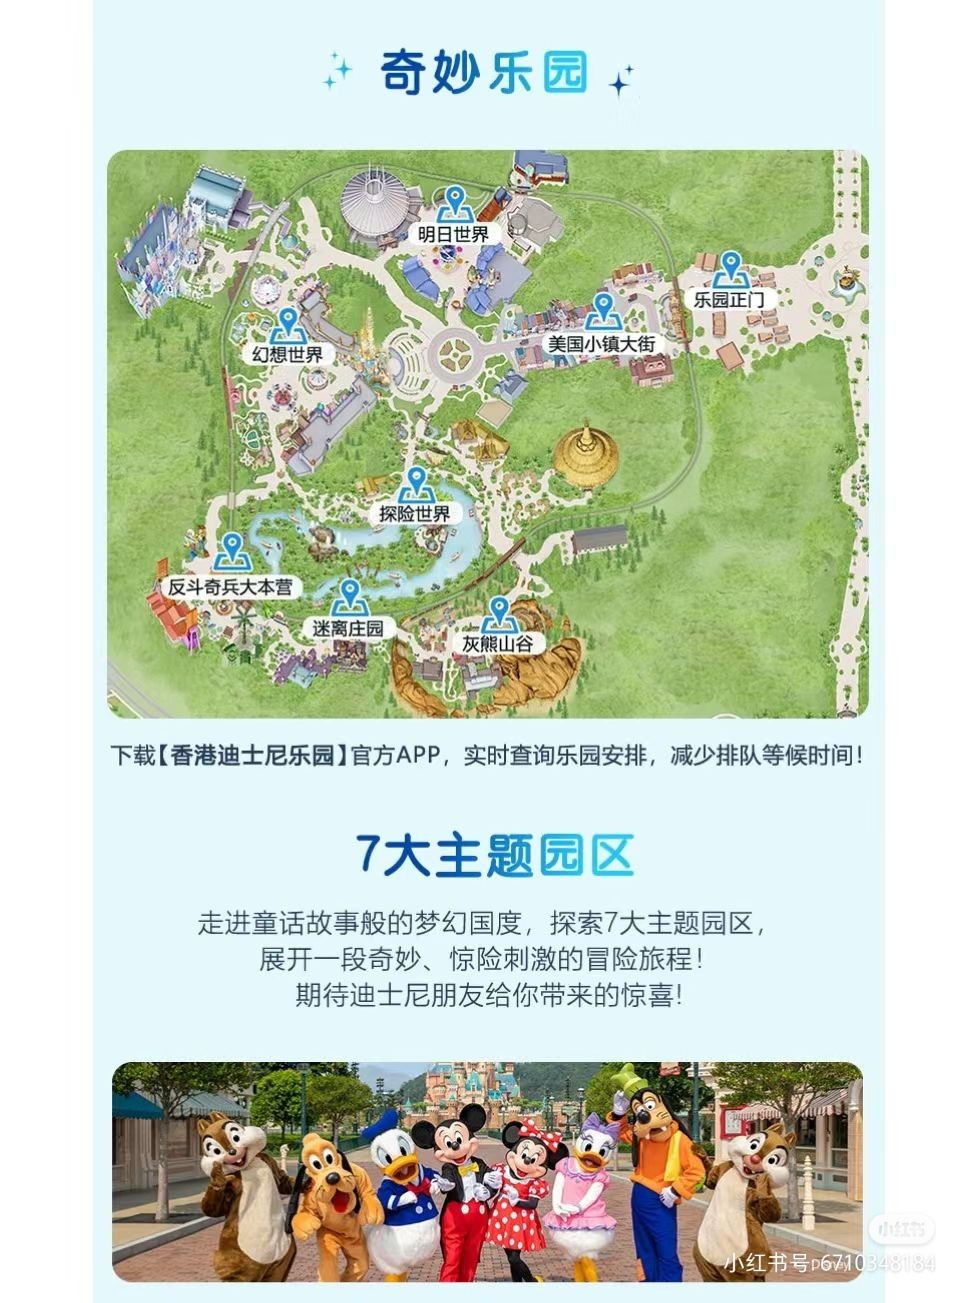 奇妙乐园
明日世界
乐园正门
美国小镇大街
幻想世界
探险世界
反斗奇兵大本营
迷离庄园
灰熊山谷
下载【香港迪士尼乐园】官方APP，实时查询乐园安排，减少排队等候时间！
7大主题园区
走进童话故事般的梦幻国度，探索7大主题园区，
展开一段奇妙、惊险刺激的冒险旅程！
期待迪士尼朋友给你带来的惊喜!
小红书
小红书号 6710348184